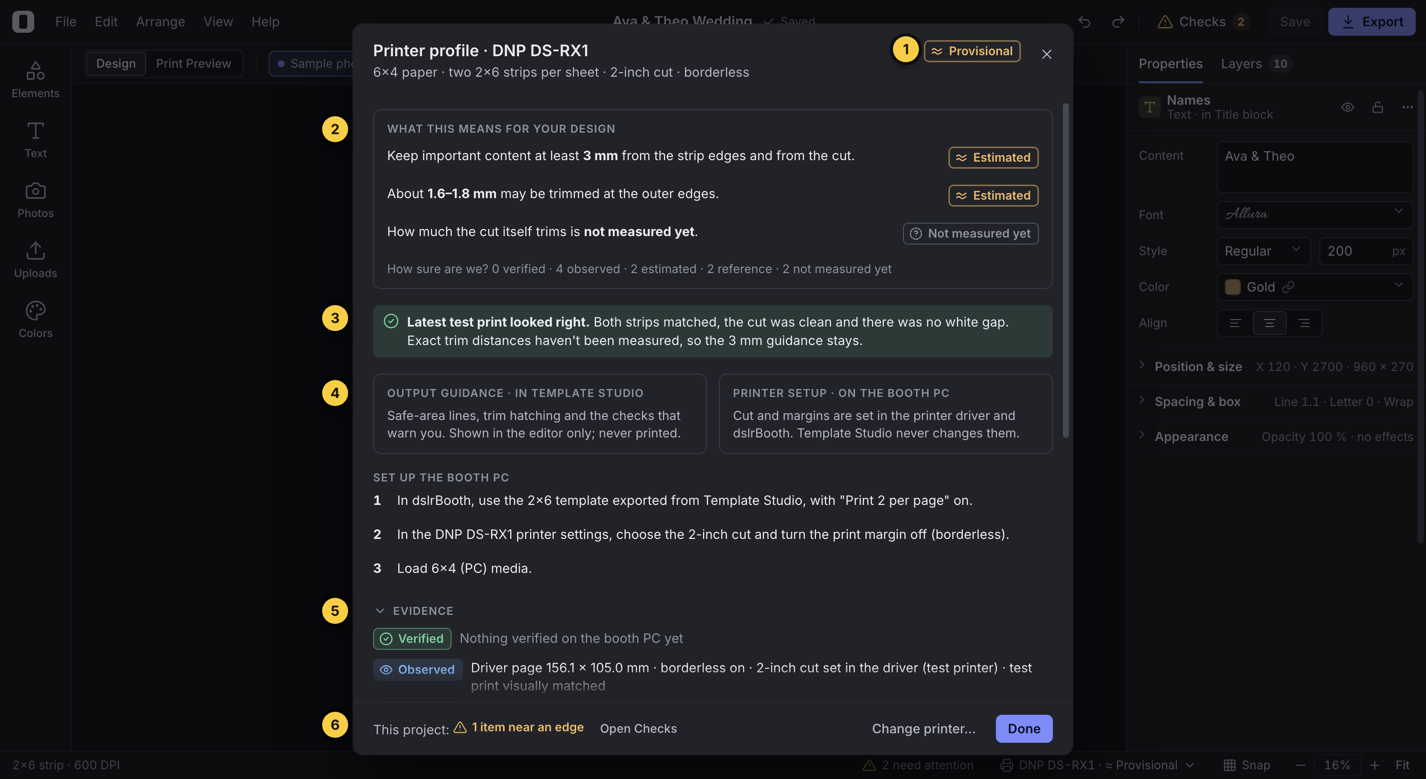 File Edit Arrange View Help
Ava & Theo Wedding Saved
Checks 2 Save Export
Design Print Preview
Sample pho
Elements
Text
Photos
Uploads
Colors
Printer profile · DNP DS-RX1
1
≈ Provisional
6×4 paper · two 2×6 strips per sheet · 2-inch cut · borderless
2
WHAT THIS MEANS FOR YOUR DESIGN
Keep important content at least 3 mm from the strip edges and from the cut.
≈ Estimated
About 1.6–1.8 mm may be trimmed at the outer edges.
≈ Estimated
How much the cut itself trims is not measured yet.
Not measured yet
How sure are we? 0 verified · 4 observed · 2 estimated · 2 reference · 2 not measured yet
3
Latest test print looked right. Both strips matched, the cut was clean and there was no white gap.
Exact trim distances haven't been measured, so the 3 mm guidance stays.
4
OUTPUT GUIDANCE · IN TEMPLATE STUDIO
Safe-area lines, trim hatching and the checks that
warn you. Shown in the editor only; never printed.
PRINTER SETUP · ON THE BOOTH PC
Cut and margins are set in the printer driver and
dslrBooth. Template Studio never changes them.
SET UP THE BOOTH PC
1 In dslrBooth, use the 2×6 template exported from Template Studio, with "Print 2 per page" on.
2 In the DNP DS-RX1 printer settings, choose the 2-inch cut and turn the print margin off (borderless).
3 Load 6×4 (PC) media.
5
EVIDENCE
Verified Nothing verified on the booth PC yet
Observed Driver page 156.1 × 105.0 mm · borderless on · 2-inch cut set in the driver (test printer) · test
print visually matched
6
This project: 1 item near an edge Open Checks
Change printer... Done
Properties Layers 10
Names
Text · in Title block
Content Ava & Theo
Font Allura
Style Regular 200 px
Color Gold
Align
Position & size X 120 · Y 2700 · 960 × 270
Spacing & box Line 1.1 · Letter 0 · Wrap
Appearance Opacity 100 % · no effects
2×6 strip · 600 DPI
2 need attention
DNP DS-RX1 · ≈ Provisional
Snap
16%
Fit